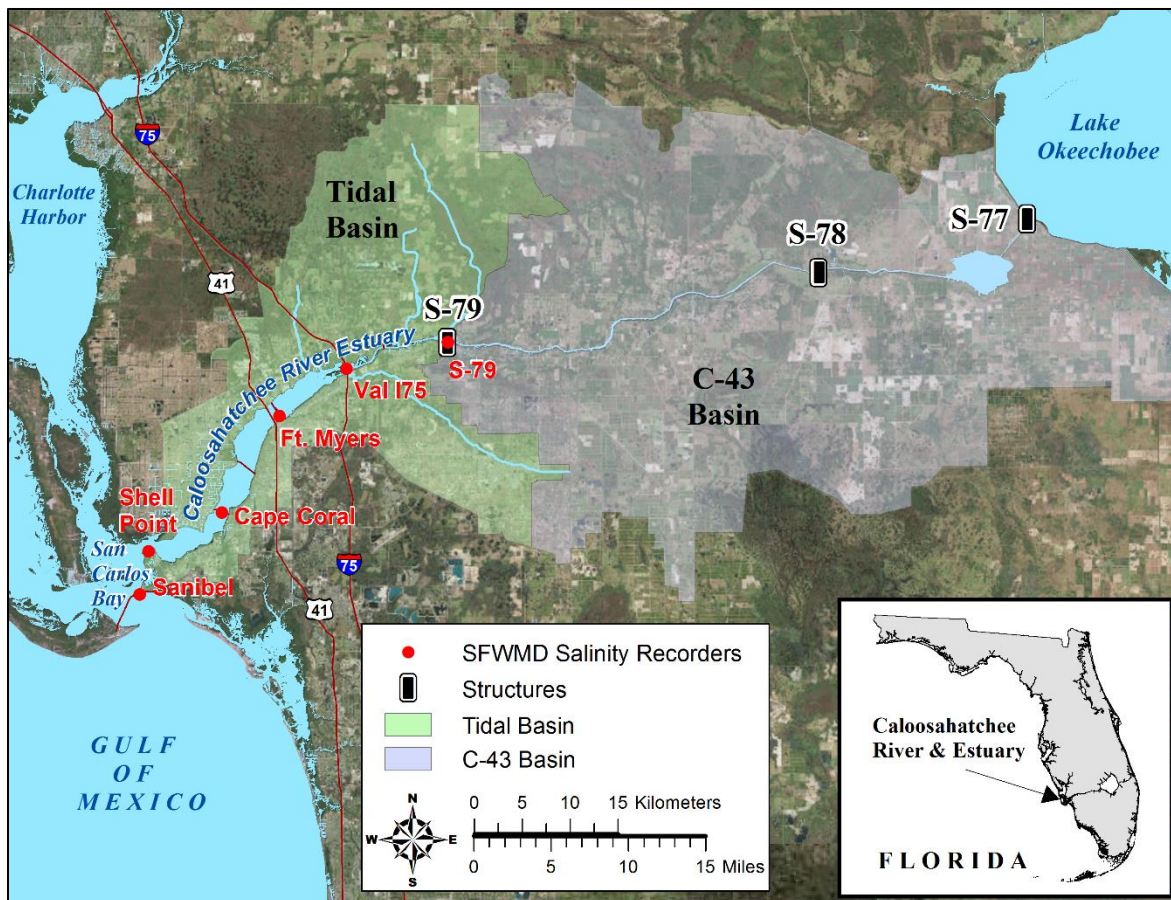 Lake
Okeechobee
75
Charlotte
Harbor
Tidal
Basin
S-77
S-78
41
S-79
S-79
Caloosahatchee River Estuary
Val I75
C-43
Basin
Ft. Myers
Shell
Point
Cape Coral
San
Carlos
Bay
Sanibel
75
41
GULF
OF
MEXICO
SFWMD Salinity Recorders
Structures
Tidal Basin
C-43 Basin
N
W E
S
0 5 10 15 Kilometers
0 5 10 15 Miles
Caloosahatchee
River & Estuary
FLORIDA